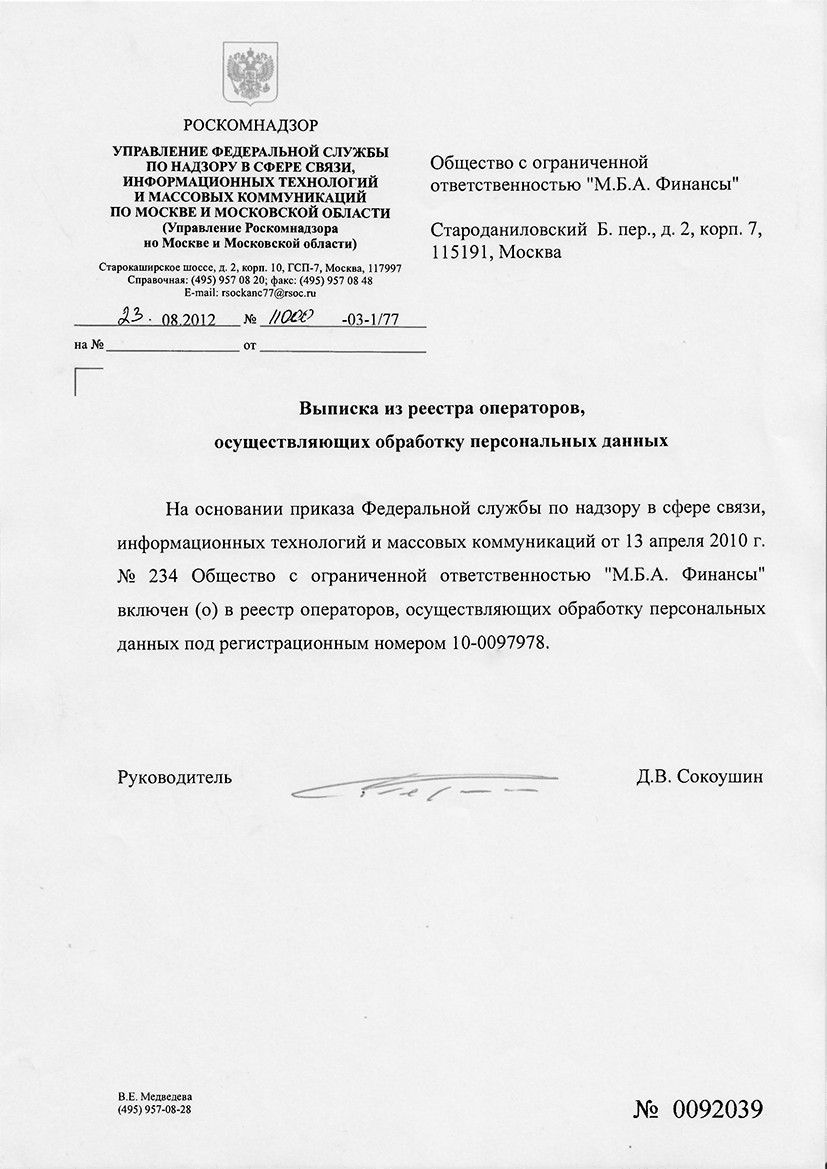 РОСКОМНАДЗОР
УПРАВЛЕНИЕ ФЕДЕРАЛЬНОЙ СЛУЖБЫ
ПО НАДЗОРУ В СФЕРЕ СВЯЗИ,
ИНФОРМАЦИОННЫХ ТЕХНОЛОГИЙ
И МАССОВЫХ КОММУНИКАЦИЙ
ПО МОСКВЕ И МОСКОВСКОЙ ОБЛАСТИ
(Управление Роскомнадзора
но Москве и Московской области)
Старокаширское шоссе, д. 2, корп. 10, ГСП-7, Москва, 117997
Справочная: (495) 957 08 20; факс: (495) 957 08 48
E-mail: rsockanc77@rsoc.ru
23. 08.2012 № 11000 -03-1/77
на № от
Общество с ограниченной
ответственностью "М.Б.А. Финансы"
Староданиловский Б. пер., д. 2, корп. 7,
115191, Москва
Выписка из реестра операторов,
осуществляющих обработку персональных данных
На основании приказа Федеральной службы по надзору в сфере связи,
информационных технологий и массовых коммуникаций от 13 апреля 2010 г.
№ 234 Общество с ограниченной ответственностью "М.Б.А. Финансы"
включен (о) в реестр операторов, осуществляющих обработку персональных
данных под регистрационным номером 10-0097978.
Руководитель Д.В. Сокоушин
В.Е. Медведева
(495) 957-08-28
№ 0092039